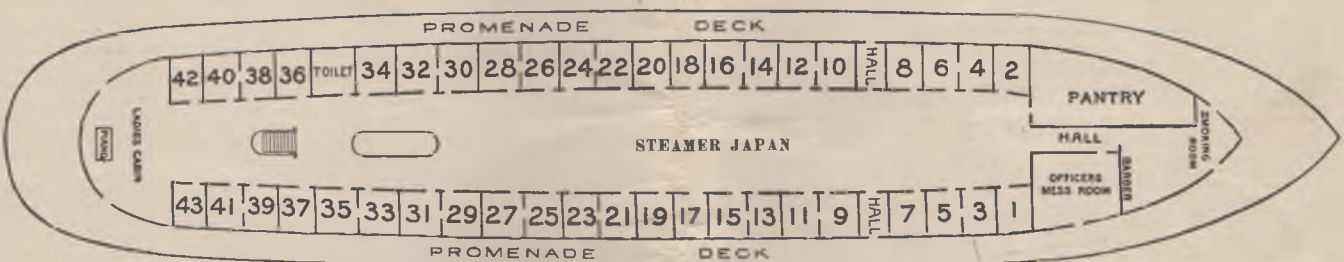 PROMENADE DECK
42 40 38 36 TOILET 34 32 30 28 26 24 22 20 18 16 14 12 10 HALL 8 6 4 2
PANTRY
SMOKING ROOM
LADIES CABIN
PIANO
STEAMER JAPAN
HALL
OFFICERS
MESS ROOM
BARBER
43 41 39 37 35 33 31 29 27 25 23 21 19 17 15 13 11 9 HALL 7 5 3 1
PROMENADE DECK